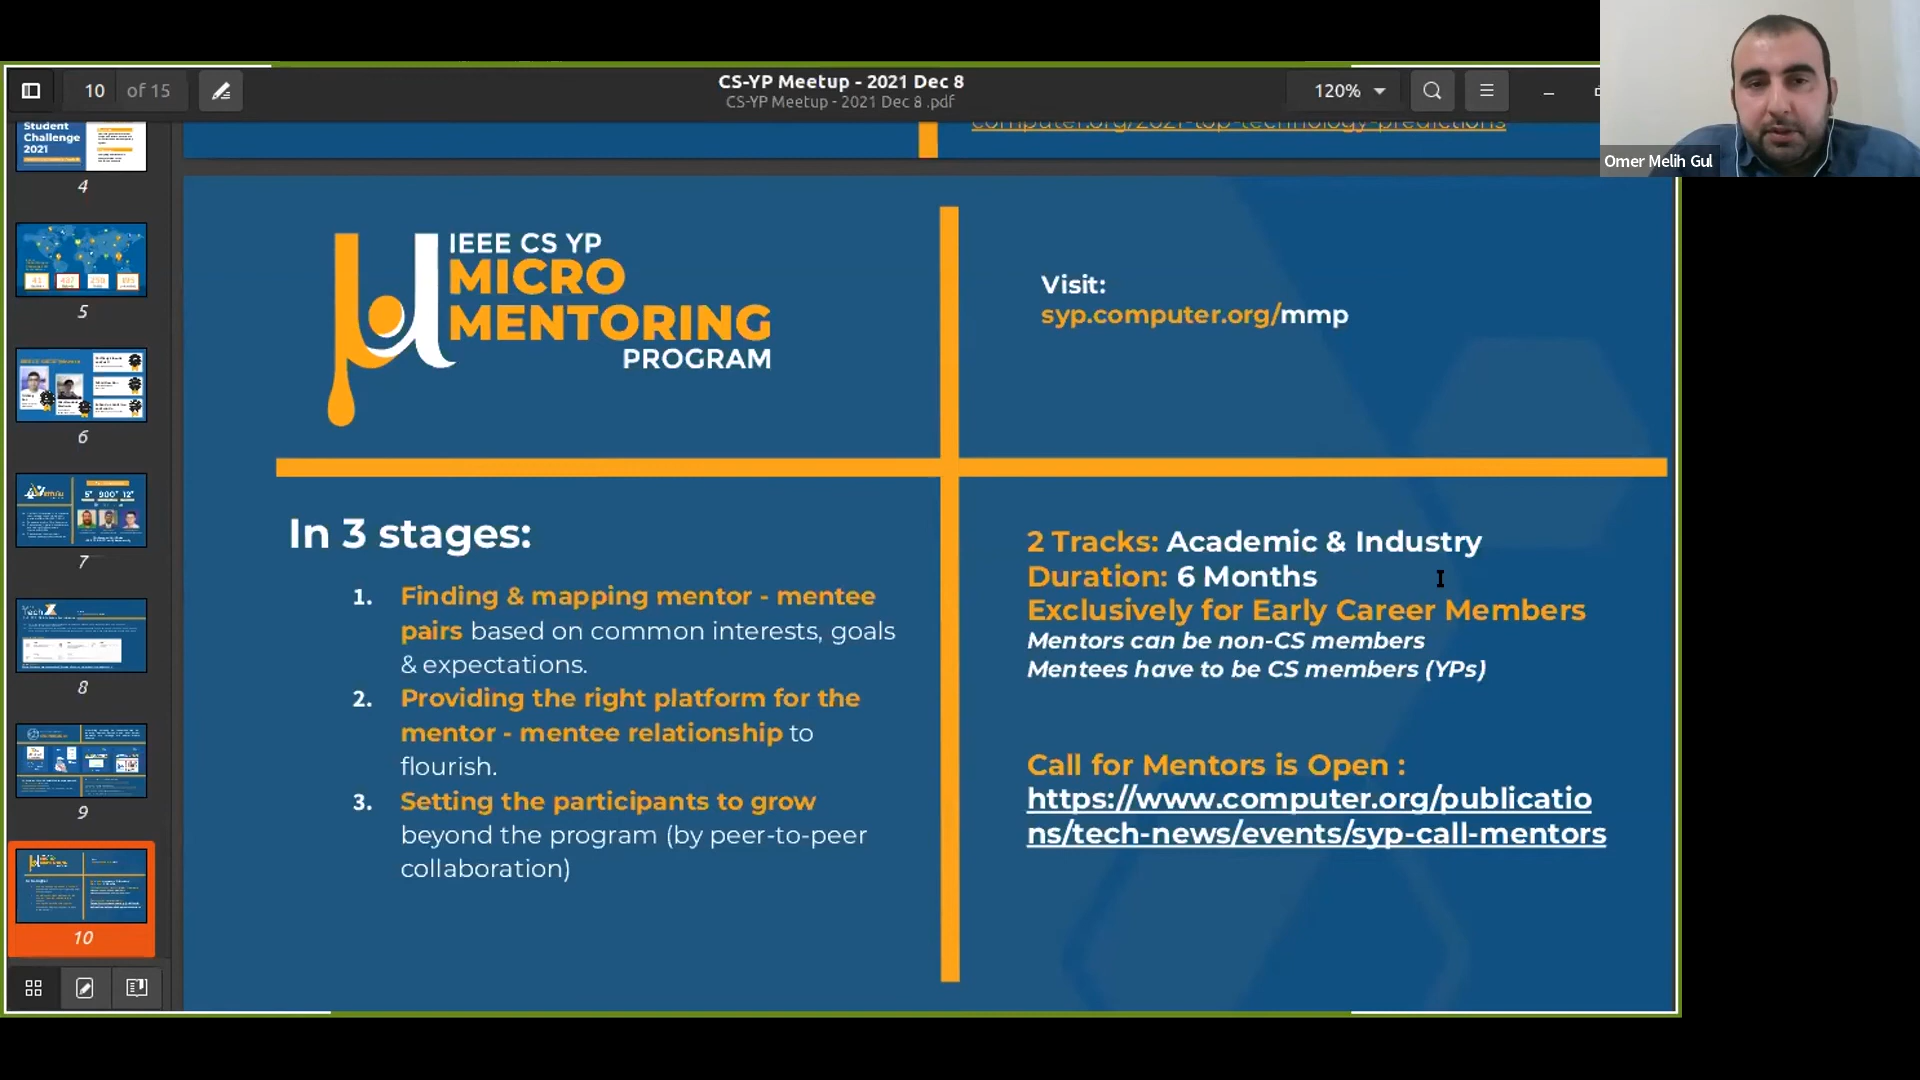 10 of 15
CS-YP Meetup - 2021 Dec 8
CS-YP Meetup - 2021 Dec 8 .pdf
120%
Omer Melih Gul
Student
Challenge
2021
4
5
6
7
8
9
10
computer.org/2021-top-technology-predictions
IEEE CS YP
MICRO
MENTORING
PROGRAM
Visit:
syp.computer.org/mmp
In 3 stages:
1. Finding & mapping mentor - mentee
pairs based on common interests, goals
& expectations.
2. Providing the right platform for the
mentor - mentee relationship to
flourish.
3. Setting the participants to grow
beyond the program (by peer-to-peer
collaboration)
2 Tracks: Academic & Industry
Duration: 6 Months
Exclusively for Early Career Members
Mentors can be non-CS members
Mentees have to be CS members (YPs)
Call for Mentors is Open :
https://www.computer.org/publicatio
ns/tech-news/events/syp-call-mentors